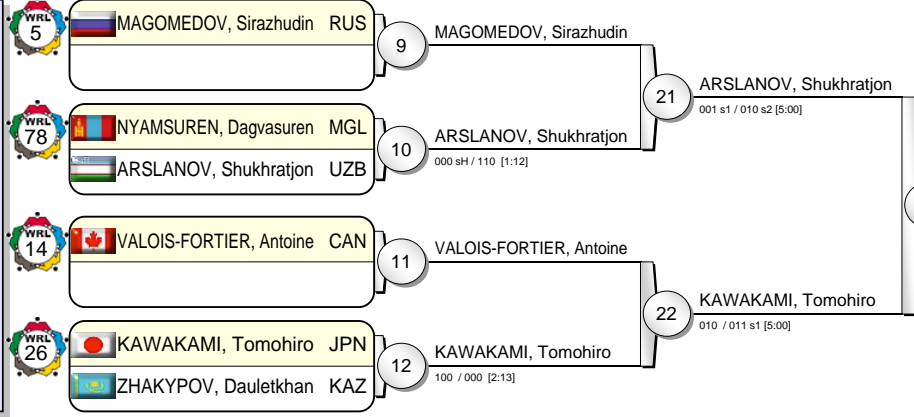 WRL
5
MAGOMEDOV, Sirazhudin RUS
9
MAGOMEDOV, Sirazhudin
21
ARSLANOV, Shukhratjon
001 s1 / 010 s2 [5:00]
WRL
78
NYAMSUREN, Dagvasuren MGL
ARSLANOV, Shukhratjon UZB
10
ARSLANOV, Shukhratjon
000 sH / 110 [1:12]
WRL
14
VALOIS-FORTIER, Antoine CAN
11
VALOIS-FORTIER, Antoine
22
KAWAKAMI, Tomohiro
010 / 011 s1 [5:00]
WRL
26
KAWAKAMI, Tomohiro JPN
ZHAKYPOV, Dauletkhan KAZ
12
KAWAKAMI, Tomohiro
100 / 000 [2:13]